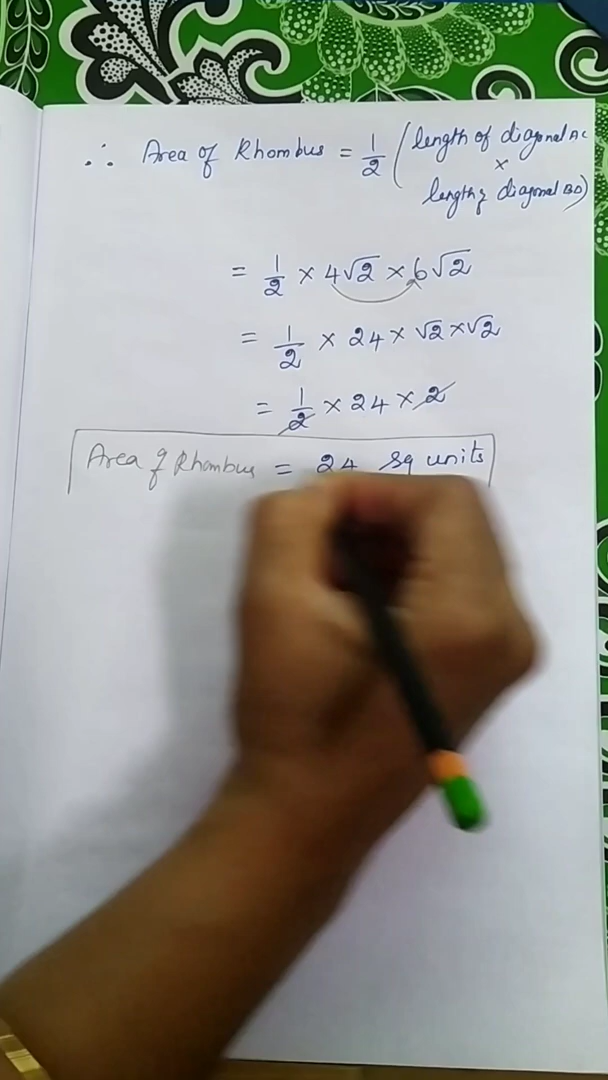 ∴ Area of Rhombus = 1/2 (length of diagonal AC
×
length of diagonal BD)
= 1/2 × 4√2 × 6√2
= 1/2 × 24 × √2 × √2
= 1/2 × 24 × 2
Area of Rhombus = 24 sq units